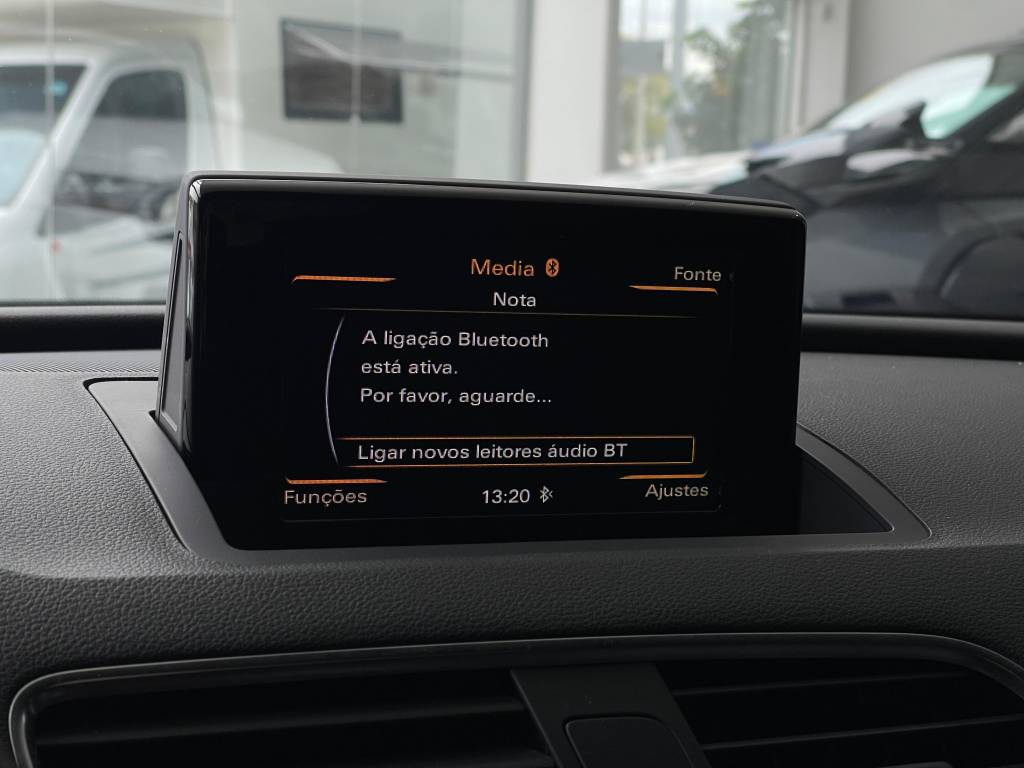 Media
Fonte
Nota
A ligação Bluetooth
está ativa.
Por favor, aguarde...
Ligar novos leitores áudio BT
Funções
13:20
Ajustes